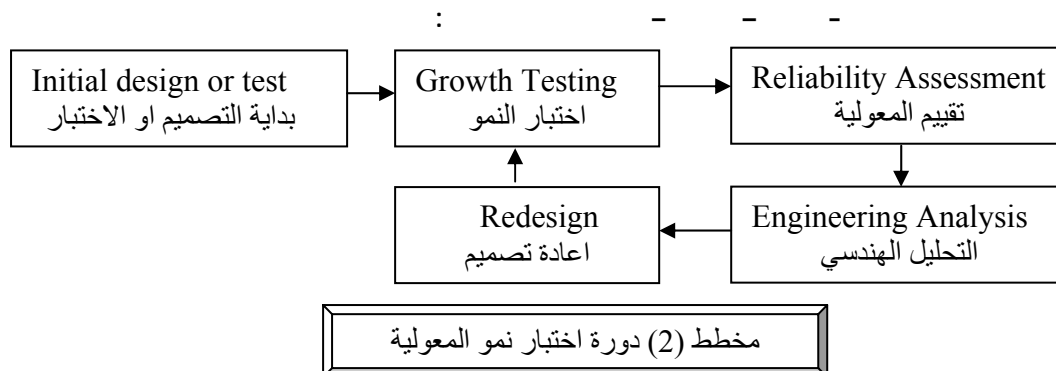 : – – -
Initial design or test
بداية التصميم او الاختبار
Growth Testing
اختبار النمو
Reliability Assessment
تقييم المعولية
Engineering Analysis
التحليل الهندسي
Redesign
اعادة تصميم
مخطط (2) دورة اختبار نمو المعولية